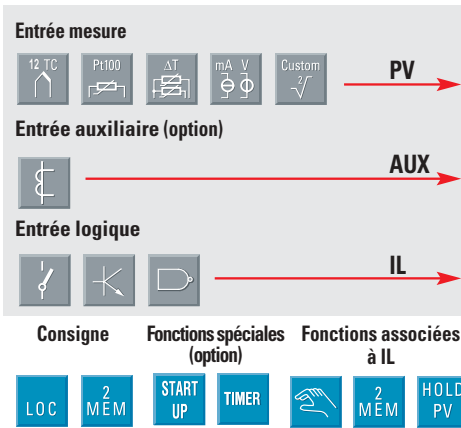 Entrée mesure
12 TC Pt100 ΔT mA V Custom
2√
PV
Entrée auxiliaire (option)
AUX
Entrée logique
IL
Consigne Fonctions spéciales Fonctions associées
(option) à IL
LOC 2 MEM START UP TIMER 2 MEM HOLD PV